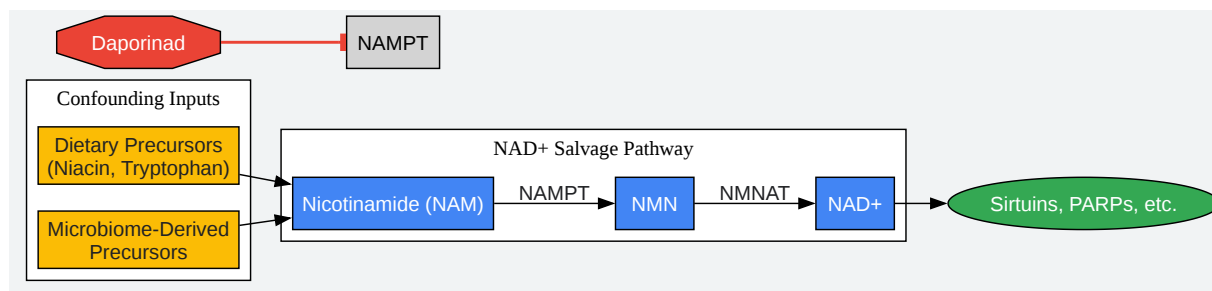 Daporinad
NAMPT
Confounding Inputs
Dietary Precursors
(Niacin, Tryptophan)
Microbiome-Derived
Precursors
NAD+ Salvage Pathway
Nicotinamide (NAM)
NAMPT
NMN
NMNAT
NAD+
Sirtuins, PARPs, etc.